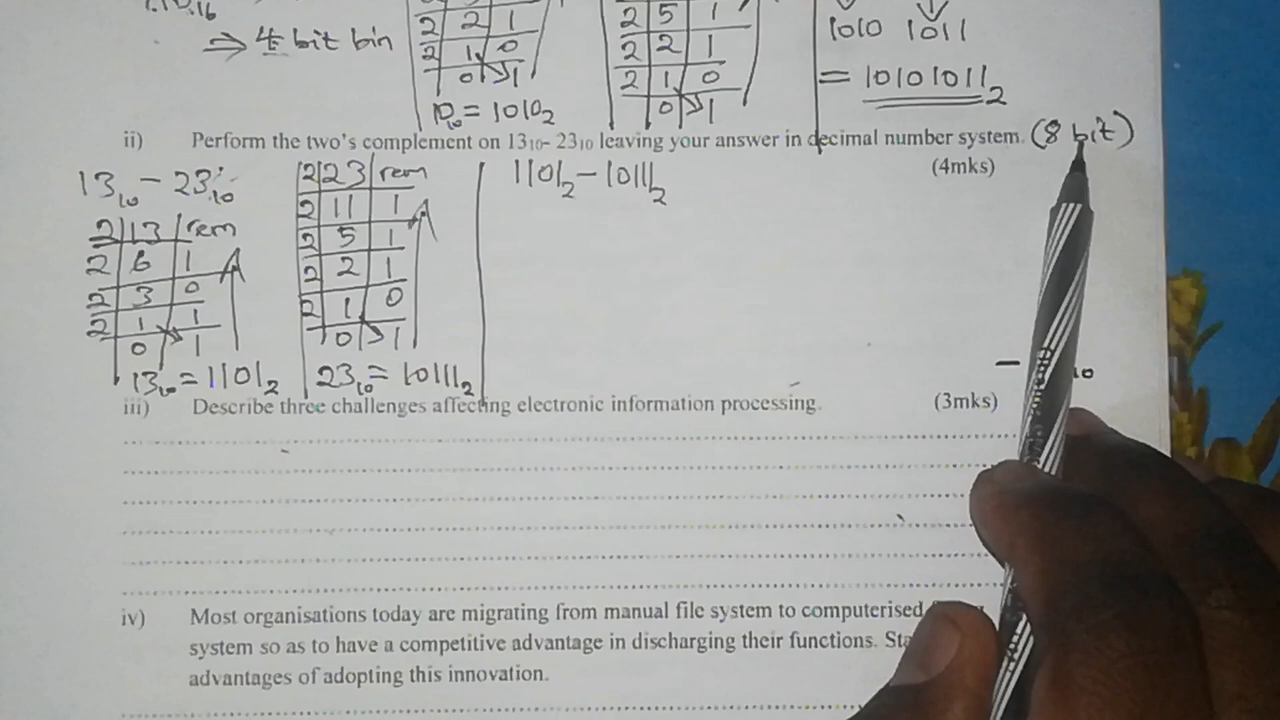 1.10.16
⇒ 4 bit bin
2 2 1
2 1 0
0 1
10₁₀ = 1010₂
2 5 1
2 2 1
2 1 0
0 1
1010 1011
= 10101011₂
ii) Perform the two's complement on 13₁₀- 23₁₀ leaving your answer in decimal number system. (8 bit)
(4mks)
13₁₀ - 23₁₀
2 13 rem
2 6 1
2 3 0
2 1 1
0 1
13₁₀ = 1101₂
2 23 rem
2 11 1
2 5 1
2 2 1
2 1 0
0 1
23₁₀ = 10111₂
1101₂ - 10111₂
iii) Describe three challenges affecting electronic information processing. (3mks)
iv) Most organisations today are migrating from manual file system to computerised
system so as to have a competitive advantage in discharging their functions.
advantages of adopting this innovation.